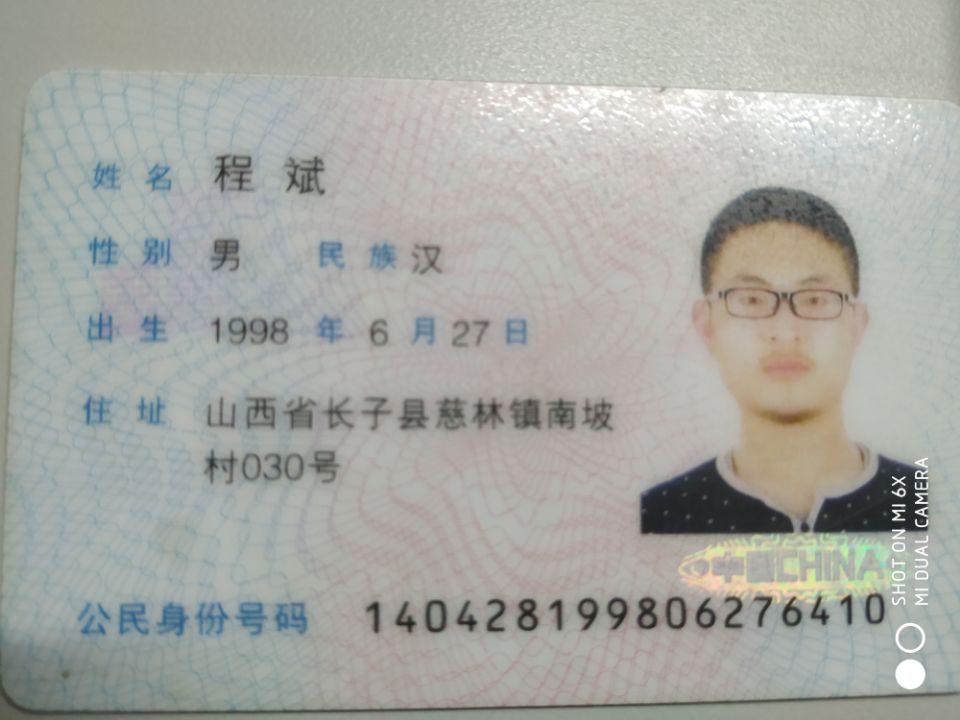 姓名 程斌
性别 男 民族 汉
出生 1998 年 6 月 27 日
住址 山西省长子县慈林镇南坡
村030号
公民身份号码 140428199806276410
中国CHINA
SHOT ON MI 6X
MI DUAL CAMERA